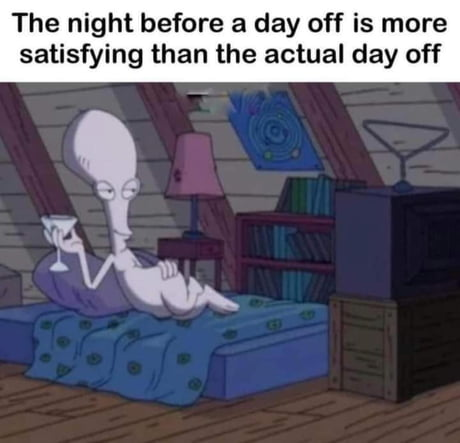 The night before a day off is more
satisfying than the actual day off